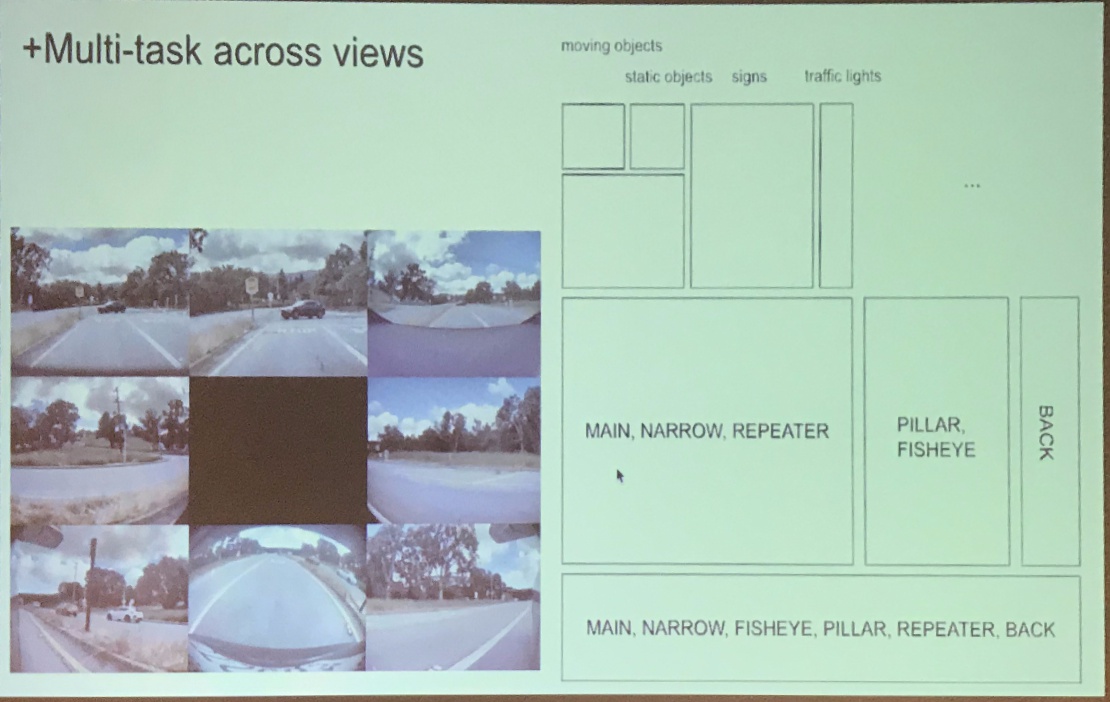 +Multi-task across views
moving objects
static objects signs traffic lights
...
MAIN, NARROW, REPEATER
PILLAR,
FISHEYE
BACK
MAIN, NARROW, FISHEYE, PILLAR, REPEATER, BACK